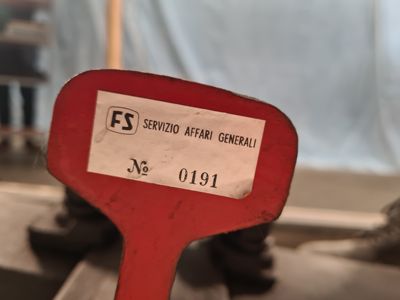 FS SERVIZIO AFFARI GENERALI
№ 0191